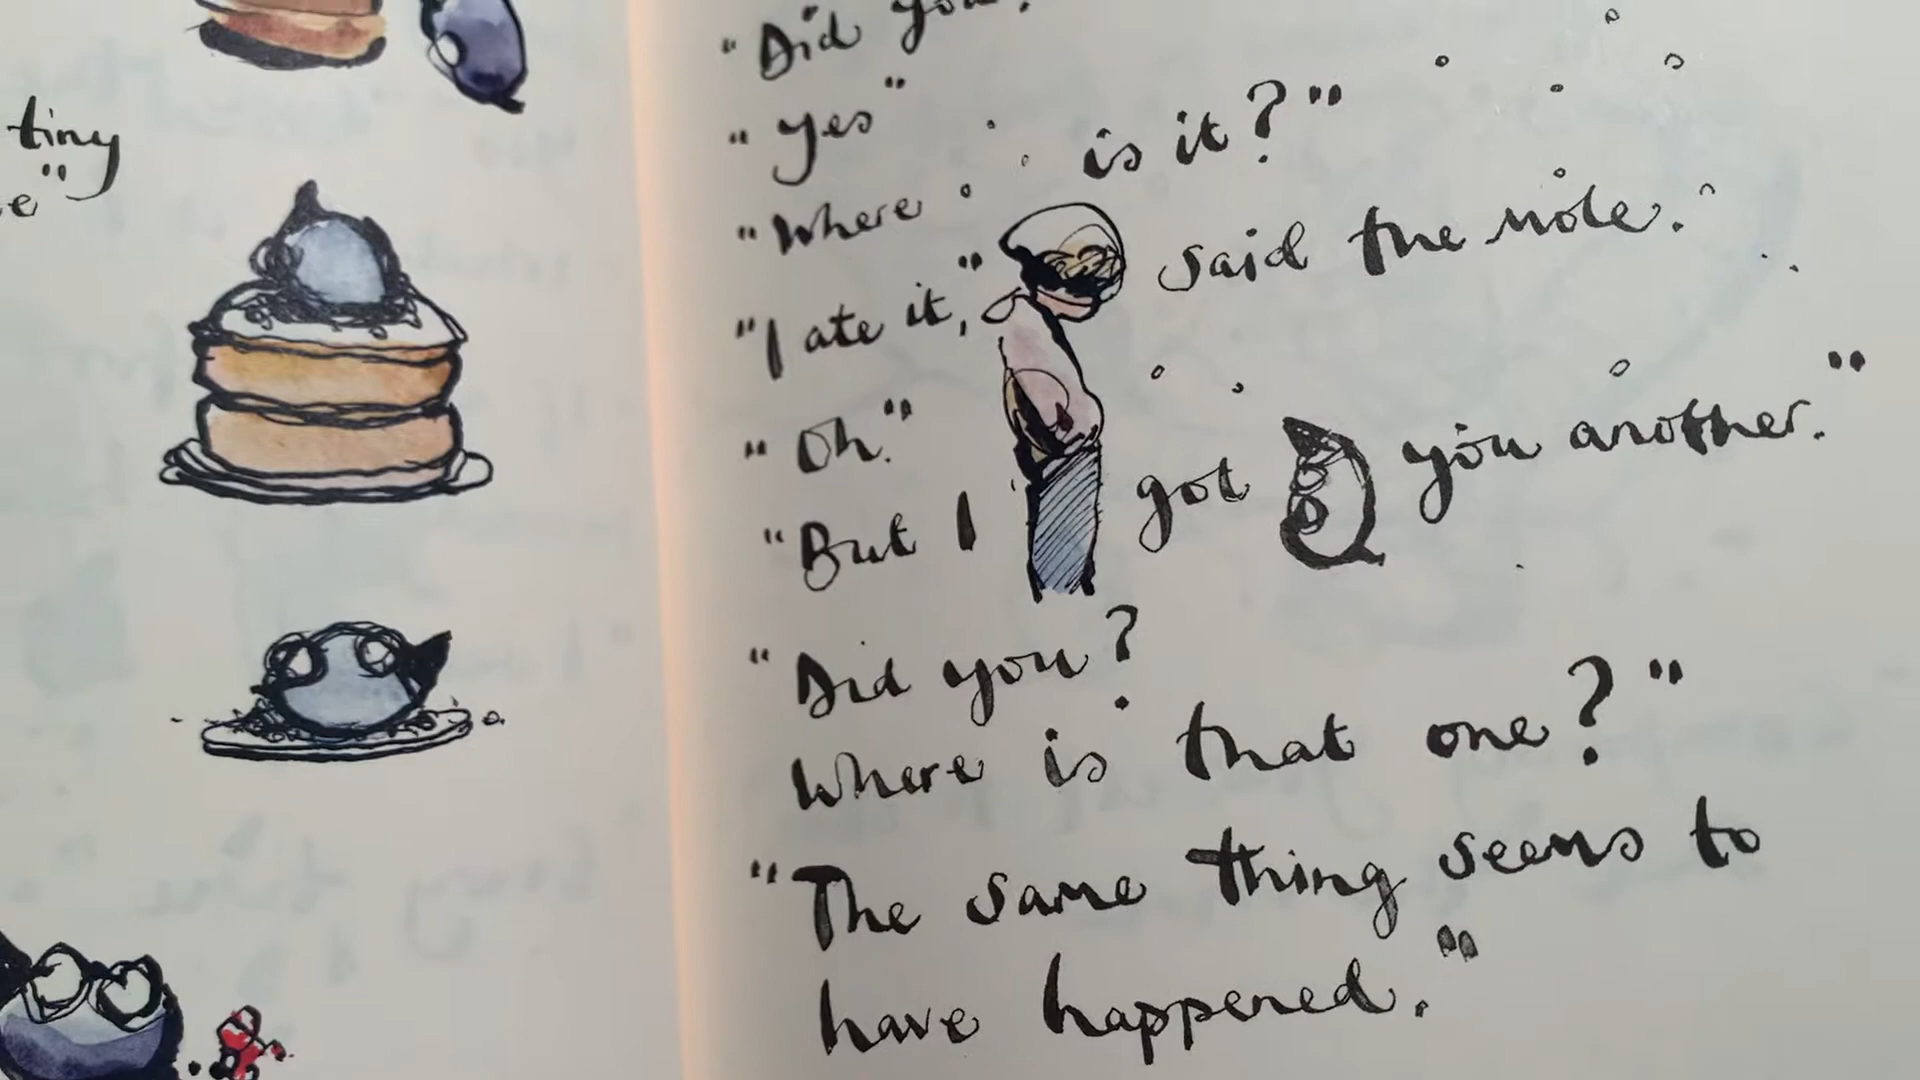 tiny
e"
"Did you.
"Yes"
"Where is it?"
"I ate it," said the mole.
"Oh."
"But I got you another."
"Did you?
Where is that one?"
"The same thing seems to
have happened."